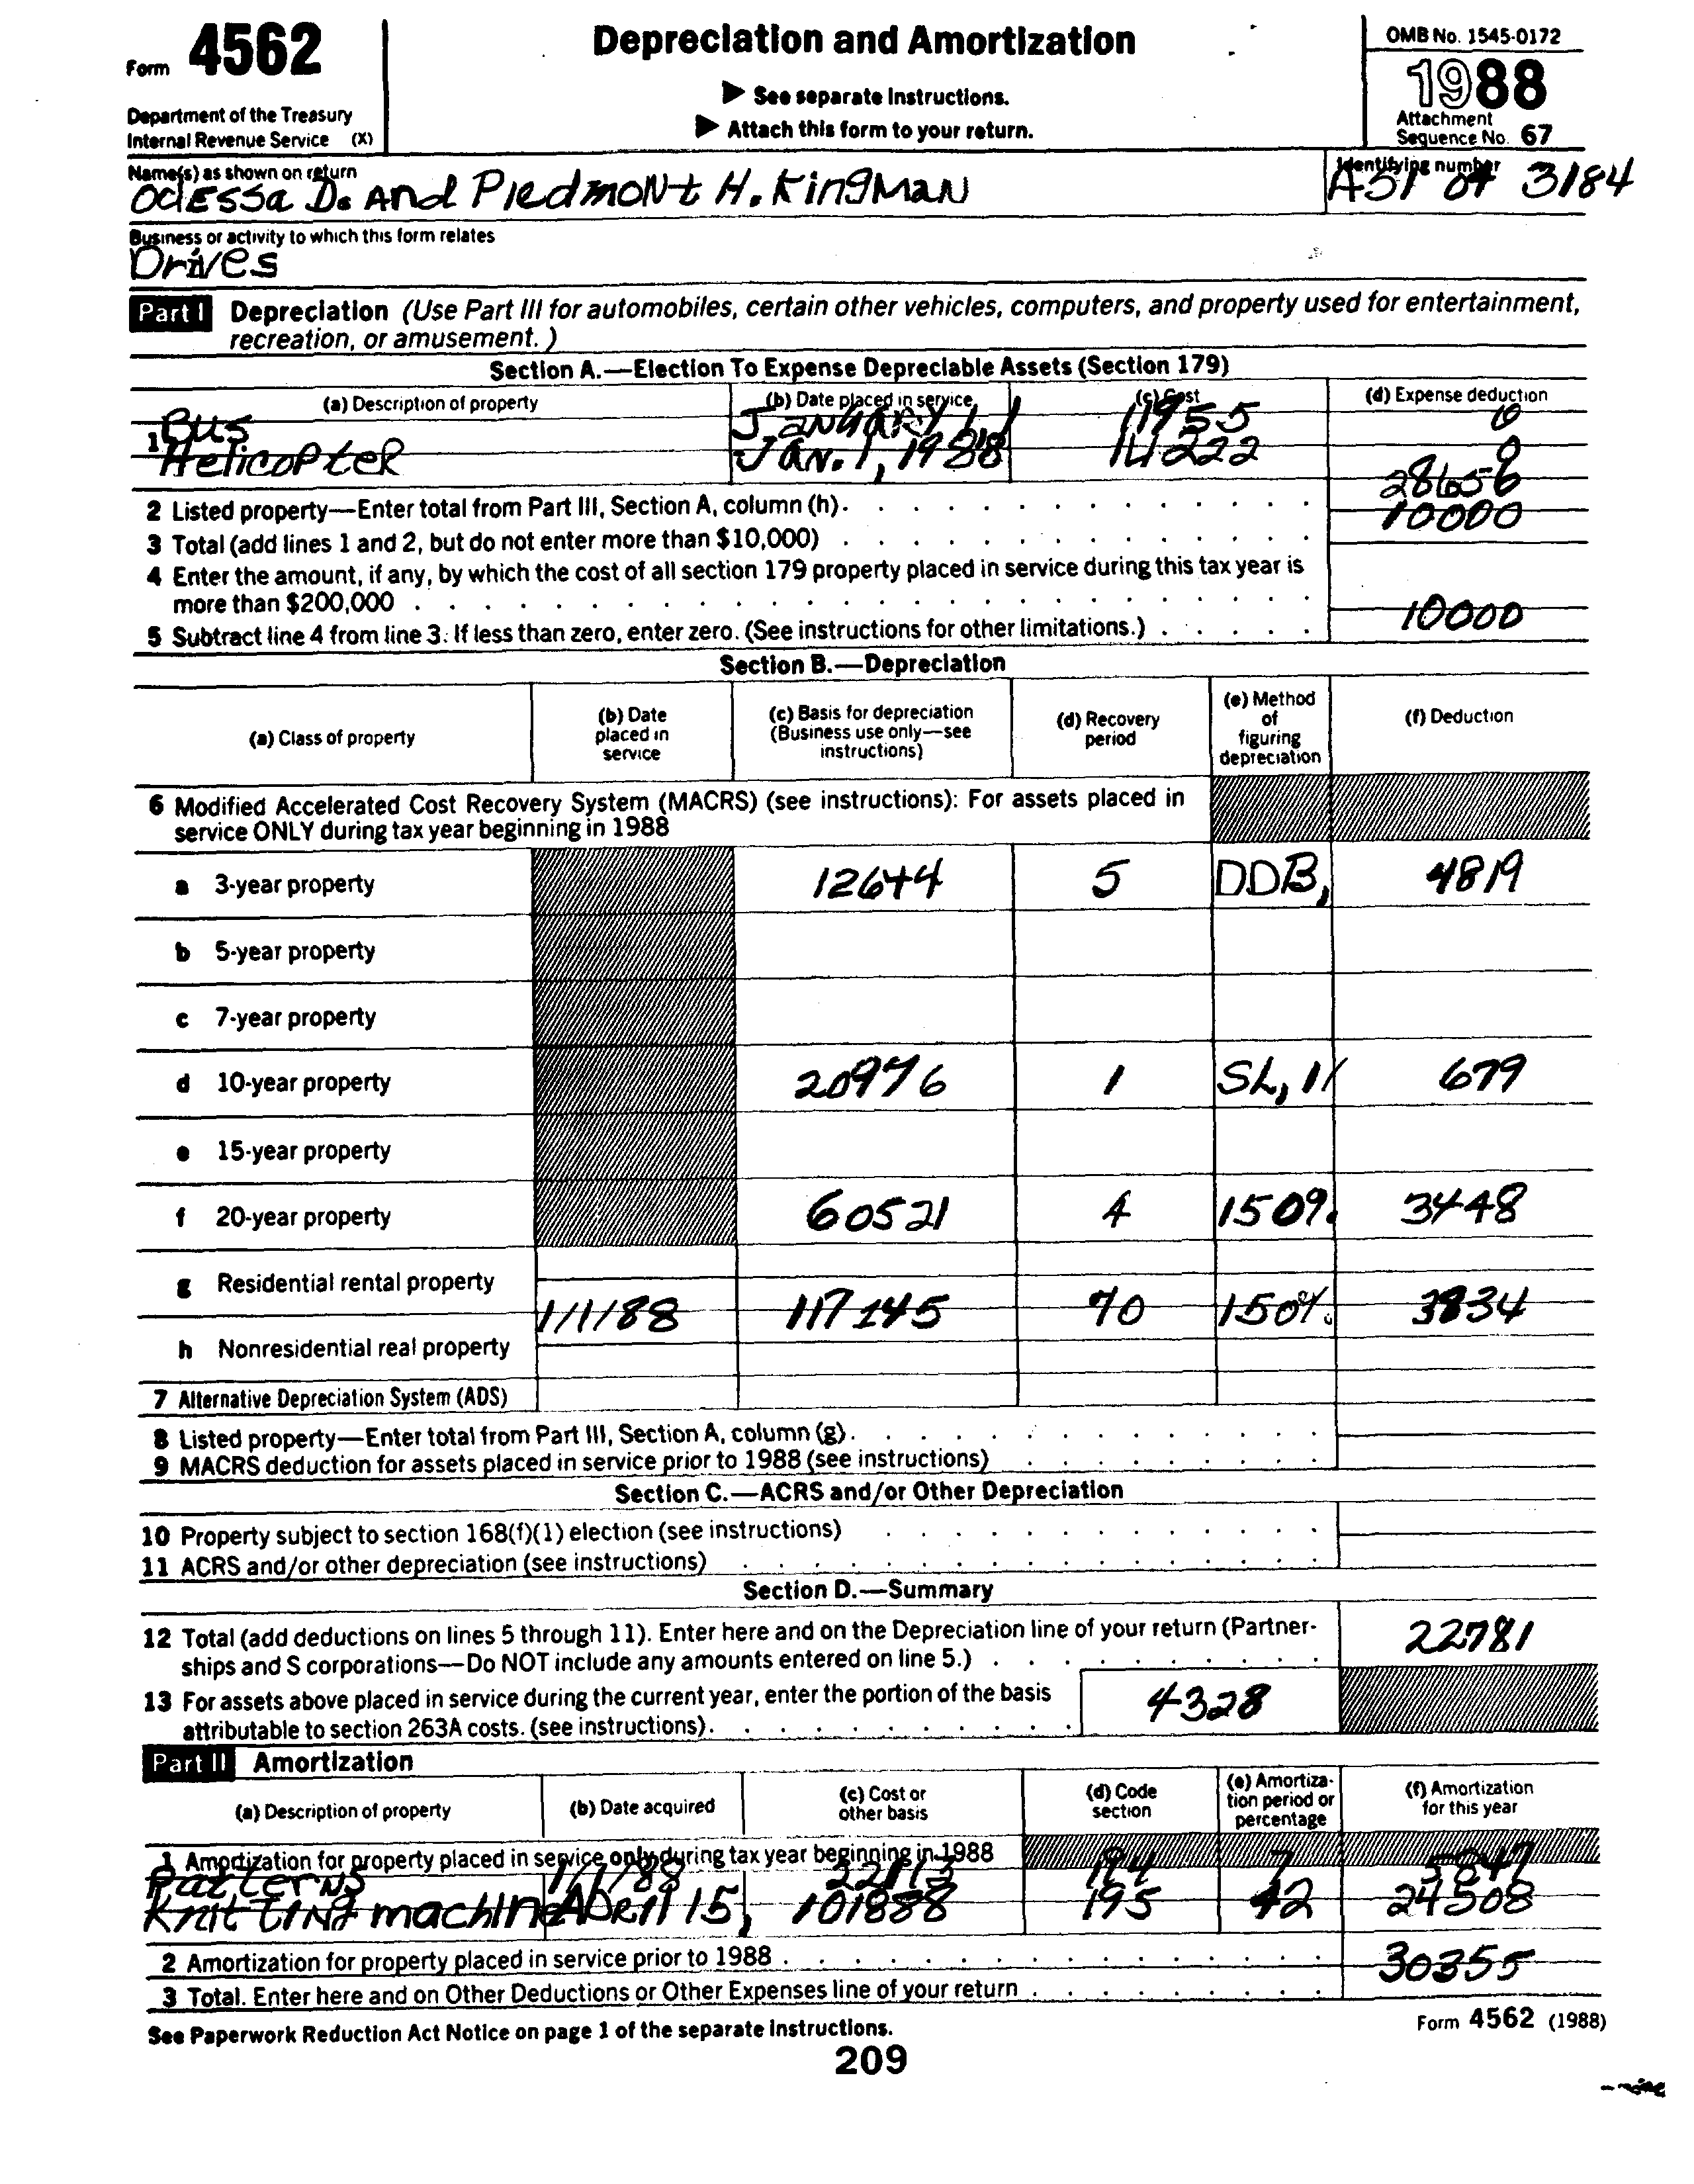 Form 4562
Department of the Treasury
Internal Revenue Service (X)
Depreciation and Amortization
▶ See separate Instructions.
▶ Attach this form to your return.
OMB No. 1545-0172
1988
Attachment
Sequence No. 67
Name(s) as shown on return
OdEssa D. And PiedmoNt H. KingMaN
Identifying number
3184
Business or activity to which this form relates
Drives
Part I Depreciation (Use Part III for automobiles, certain other vehicles, computers, and property used for entertainment,
recreation, or amusement.)
Section A.—Election To Expense Depreciable Assets (Section 179)
(a) Description of property (b) Date placed in service (c) Cost (d) Expense deduction
1 Bus JanuARy 1, 11955 0
HelicoPter Jan. 1, 1988 14222 0
2 Listed property—Enter total from Part III, Section A, column (h). 28656
3 Total (add lines 1 and 2, but do not enter more than $10,000) 10000
4 Enter the amount, if any, by which the cost of all section 179 property placed in service during this tax year is
more than $200,000
5 Subtract line 4 from line 3. If less than zero, enter zero. (See instructions for other limitations.) 10000
Section B.—Depreciation
(a) Class of property (b) Date placed in service (c) Basis for depreciation (Business use only—see instructions) (d) Recovery period (e) Method of figuring depreciation (f) Deduction
6 Modified Accelerated Cost Recovery System (MACRS) (see instructions): For assets placed in
service ONLY during tax year beginning in 1988
a 3-year property 12644 5 DDB, 4819
b 5-year property
c 7-year property
d 10-year property 20976 1 SL, 1/ 679
e 15-year property
f 20-year property 60521 4 150% 3448
g Residential rental property
1/1/88 117145 70 150% 3834
h Nonresidential real property
7 Alternative Depreciation System (ADS)
8 Listed property—Enter total from Part III, Section A, column (g).
9 MACRS deduction for assets placed in service prior to 1988 (see instructions)
Section C.—ACRS and/or Other Depreciation
10 Property subject to section 168(f)(1) election (see instructions)
11 ACRS and/or other depreciation (see instructions)
Section D.—Summary
12 Total (add deductions on lines 5 through 11). Enter here and on the Depreciation line of your return (Partner-
ships and S corporations—Do NOT include any amounts entered on line 5.) 22781
13 For assets above placed in service during the current year, enter the portion of the basis
attributable to section 263A costs. (see instructions). 4328
Part II Amortization
(a) Description of property (b) Date acquired (c) Cost or other basis (d) Code section (e) Amortization period or percentage (f) Amortization for this year
1 Amortization for property placed in service only during tax year beginning in 1988
PatterNs 1/1/88 22113 194 7 5847
KnitTING machine ApRil 15, 101888 195 42 24508
2 Amortization for property placed in service prior to 1988
3 Total. Enter here and on Other Deductions or Other Expenses line of your return 30355
See Paperwork Reduction Act Notice on page 1 of the separate Instructions.
Form 4562 (1988)
209